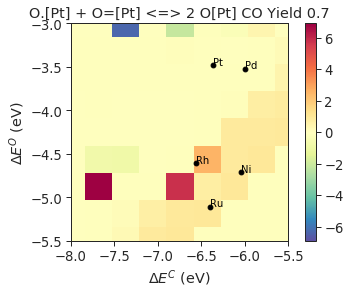 O.[Pt] + O=[Pt] <=> 2 O[Pt] CO Yield 0.7
−3.0
−3.5
−4.0
−4.5
−5.0
−5.5
ΔE^O (eV)
Pt
Pd
Rh
Ni
Ru
−8.0 −7.5 −7.0 −6.5 −6.0 −5.5
ΔE^C (eV)
6
4
2
0
−2
−4
−6